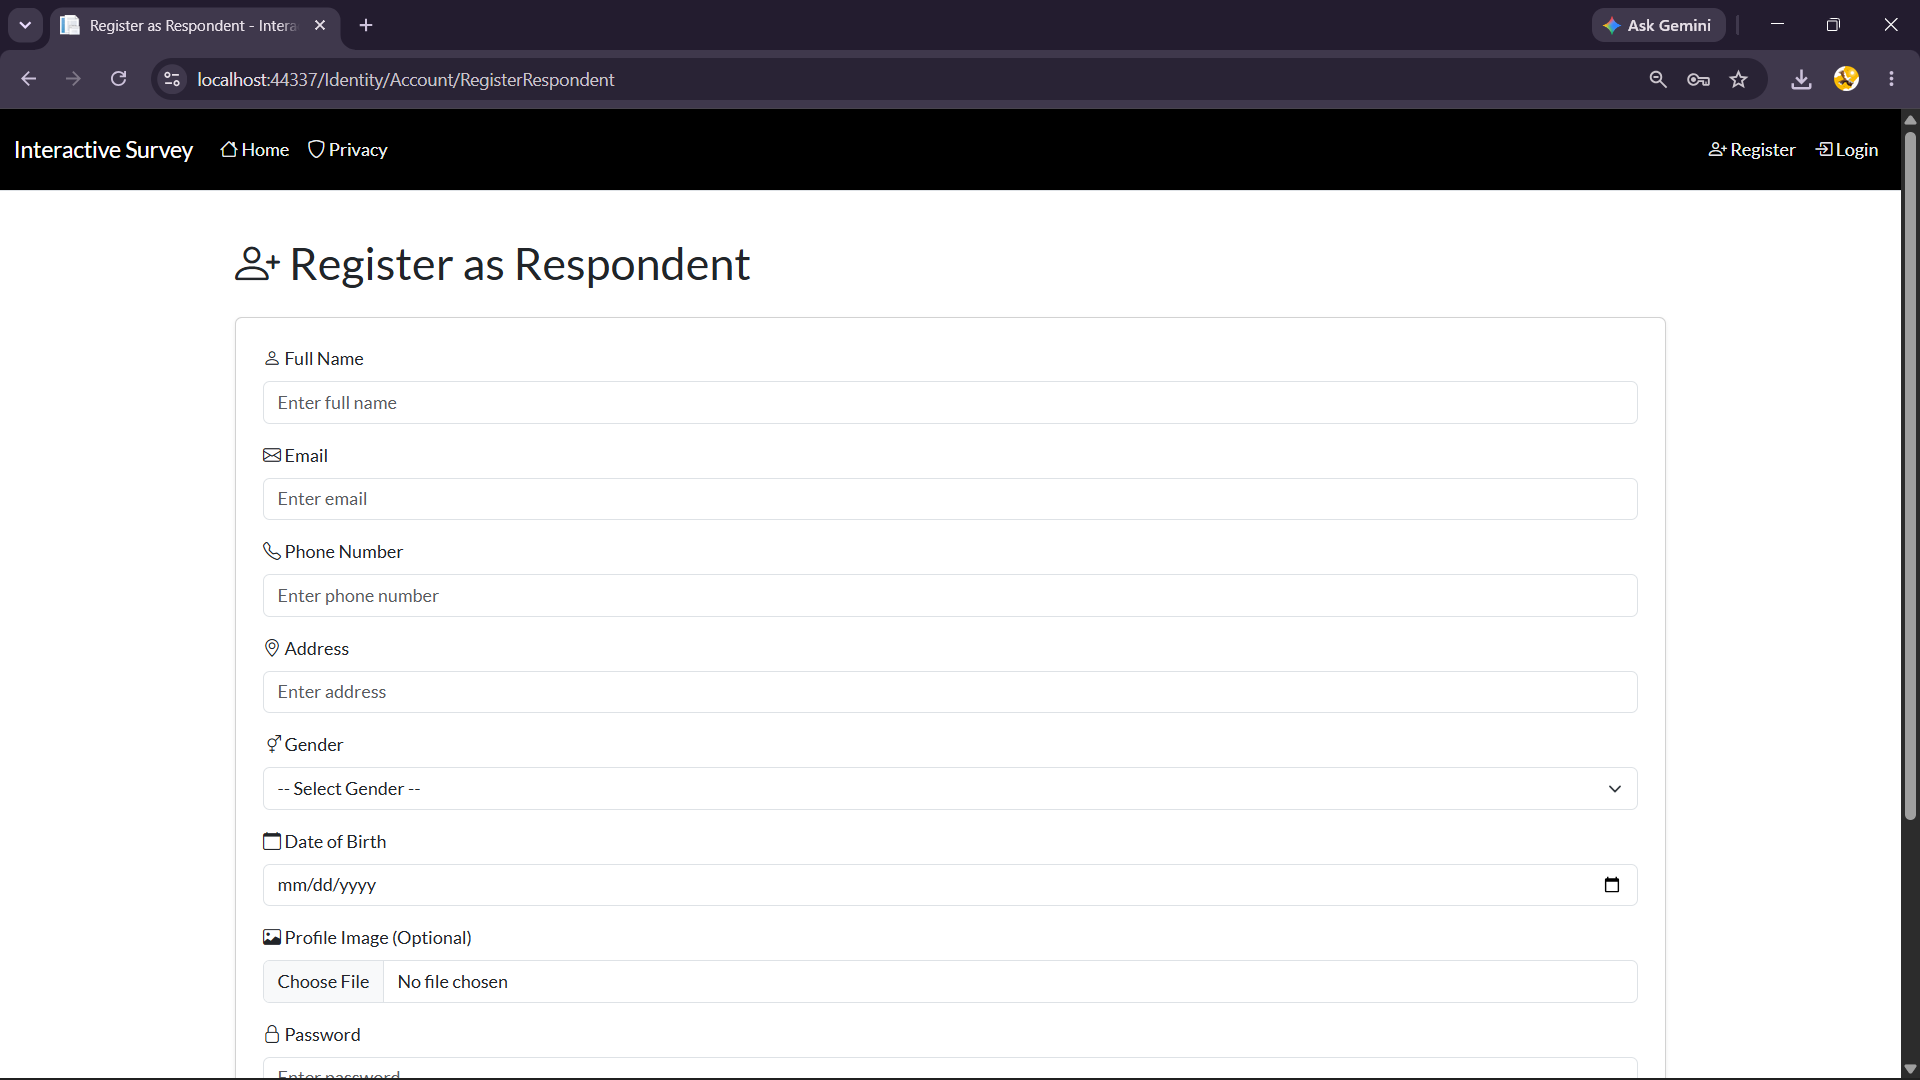 Register as Respondent - Intera
Ask Gemini
localhost:44337/Identity/Account/RegisterRespondent
Interactive Survey
Home
Privacy
Register
Login
Register as Respondent
Full Name
Enter full name
Email
Enter email
Phone Number
Enter phone number
Address
Enter address
Gender
-- Select Gender --
Date of Birth
mm/dd/yyyy
Profile Image (Optional)
Choose File No file chosen
Password
Enter password